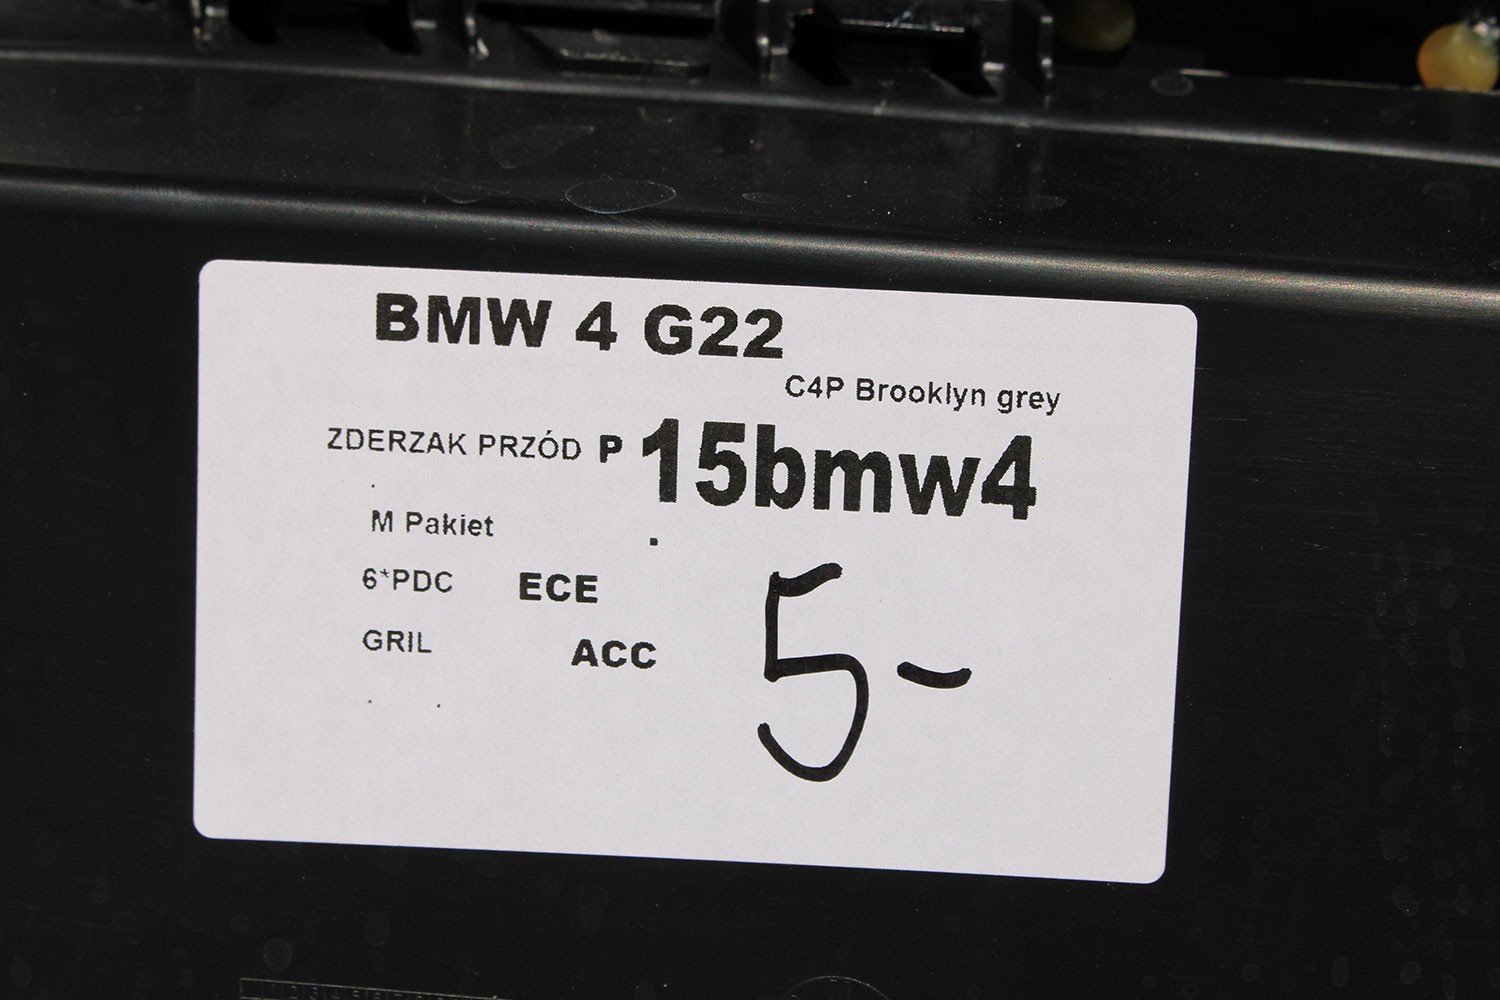 BMW 4 G22
C4P Brooklyn grey
ZDERZAK PRZÓD P 15bmw4
M Pakiet
6*PDC ECE
GRIL ACC
5-